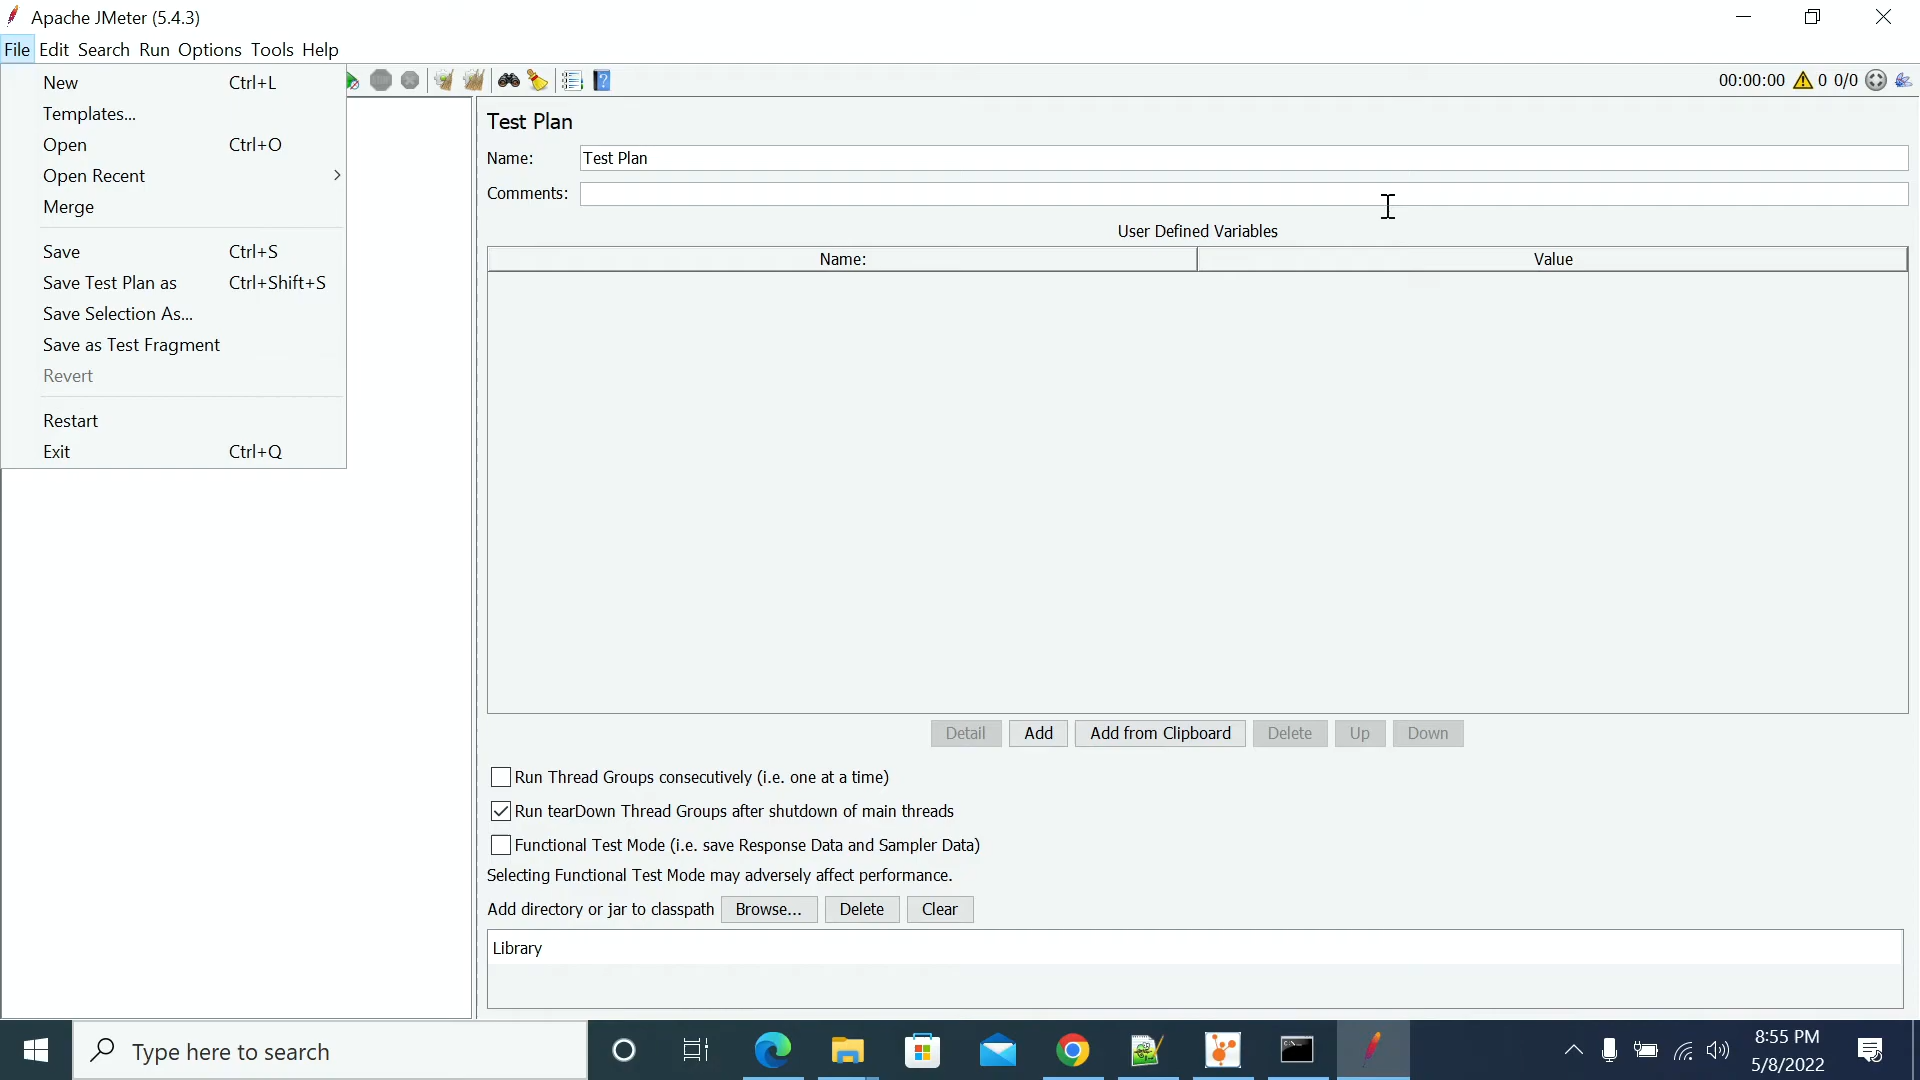 Apache JMeter (5.4.3)
File Edit Search Run Options Tools Help
New Ctrl+L
Templates...
Open Ctrl+O
Open Recent
Merge
Save Ctrl+S
Save Test Plan as Ctrl+Shift+S
Save Selection As...
Save as Test Fragment
Revert
Restart
Exit Ctrl+Q
00:00:00 0 0/0
Test Plan
Name: Test Plan
Comments:
User Defined Variables
Name: Value
Detail Add Add from Clipboard Delete Up Down
Run Thread Groups consecutively (i.e. one at a time)
Run tearDown Thread Groups after shutdown of main threads
Functional Test Mode (i.e. save Response Data and Sampler Data)
Selecting Functional Test Mode may adversely affect performance.
Add directory or jar to classpath Browse... Delete Clear
Library
Type here to search
8:55 PM
5/8/2022